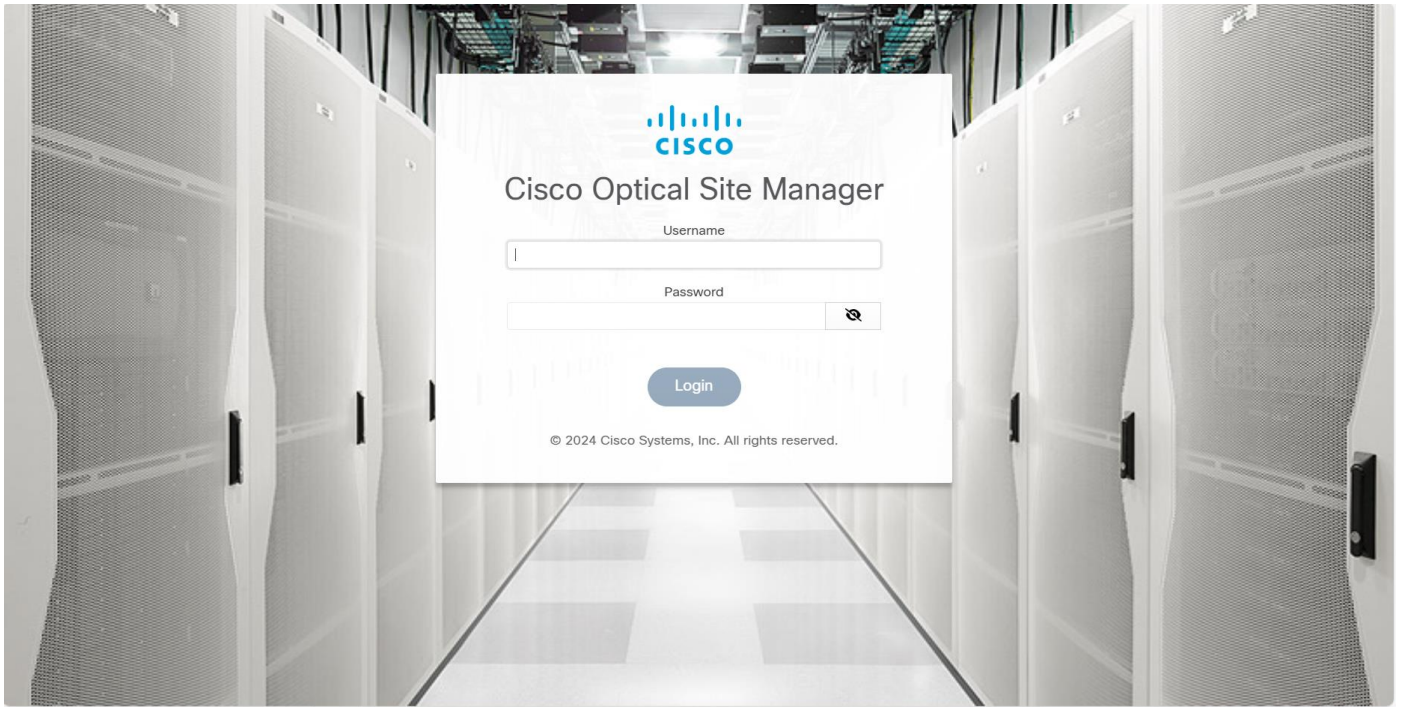 CISCO
Cisco Optical Site Manager
Username
Password
Login
© 2024 Cisco Systems, Inc. All rights reserved.